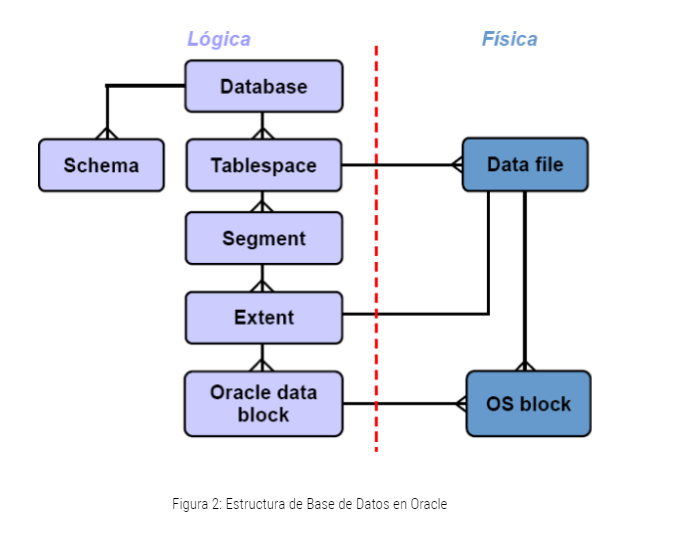 Lógica
Física
Database
Schema
Tablespace
Data file
Segment
Extent
Oracle data
block
OS block
Figura 2: Estructura de Base de Datos en Oracle